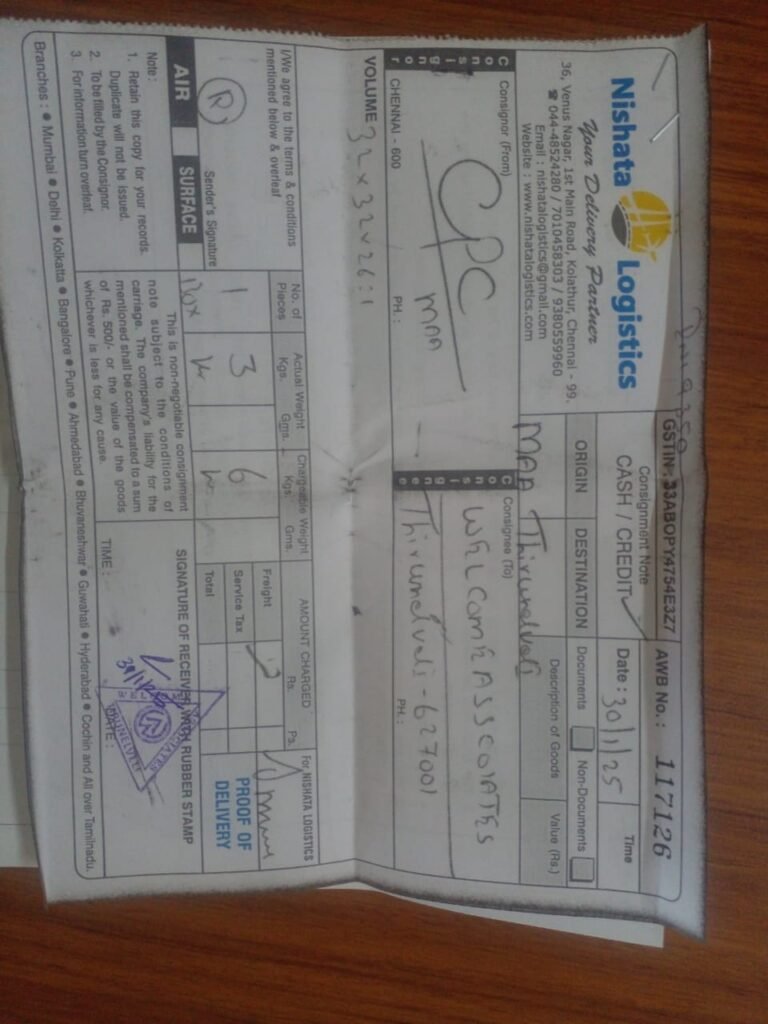 Nishata Logistics
Your Delivery Partner
36, Venus Nagar, 1st Main Road, Kolathur, Chennai - 99.
☎ 044-48524280 / 7010458303 / 9380559960
Email : nishatalogistics@gmail.com
Website : www.nishatalogistics.com
GSTIN: 33ABOPY4754E3Z7
Consignment Note
CASH / CREDIT
AWB No.: 117126
Date : 30/1/25
Time
ORIGIN
DESTINATION
Documents
Non-Documents
MAA
Thirunelveli
Description of Goods
Value (Rs.)
Consignor
Consignor (From)
CPC
MAA
CHENNAI - 600
PH.:
Consignee
Consignee (To)
WELCOME ASSCOIATES
Thirunelveli - 627001
PH.:
VOLUME 32x32x26:1
I/We agree to the terms & conditions
mentioned below & overleaf
R
Sender's Signature
No. of
Pieces
1
Box
Actual Weight
Kgs. Gms.
3
Chargeable Weight
Kgs. Gms.
6
AMOUNT CHARGED
Rs. Ps.
Freight
Service Tax
Total
For NISHATA LOGISTICS
PROOF OF
DELIVERY
AIR
SURFACE
Note :
1. Retain this copy for your records.
Duplicate will not be issued.
2. To be filled by the Consignor.
3. For information turn overleaf.
This is non-negotiable consignment
note subject to the conditions of
carriage. The company's liability for the
mentioned shall be compensated to a sum
of Rs. 500/- or the value of the goods
whichever is less for any cause.
SIGNATURE OF RECEIVER WITH RUBBER STAMP
TIME :
DATE :
Branches : ● Mumbai ● Delhi ● Kolkatta ● Bangalore ● Pune ● Ahmedabad ● Bhuvaneshwar ● Guwahati ● Hyderabad ● Cochin and All over Tamilnadu.